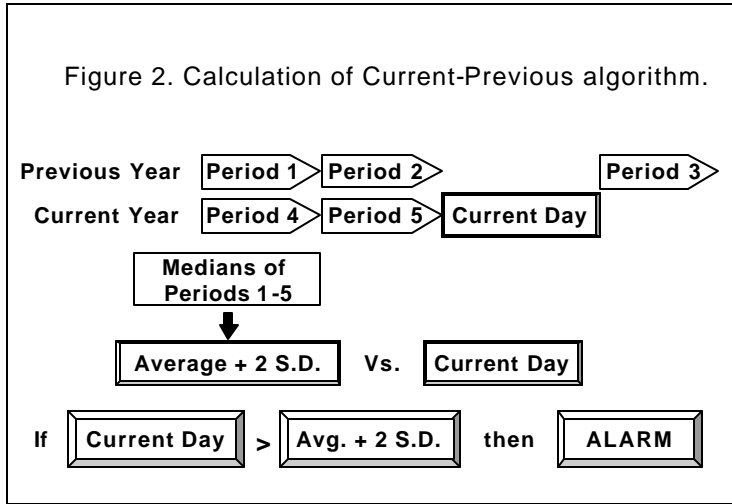 Figure 2. Calculation of Current-Previous algorithm.
Previous Year Period 1 Period 2 Period 3
Current Year Period 4 Period 5 Current Day
Medians of
Periods 1-5
Average + 2 S.D. Vs. Current Day
If Current Day > Avg. + 2 S.D. then ALARM